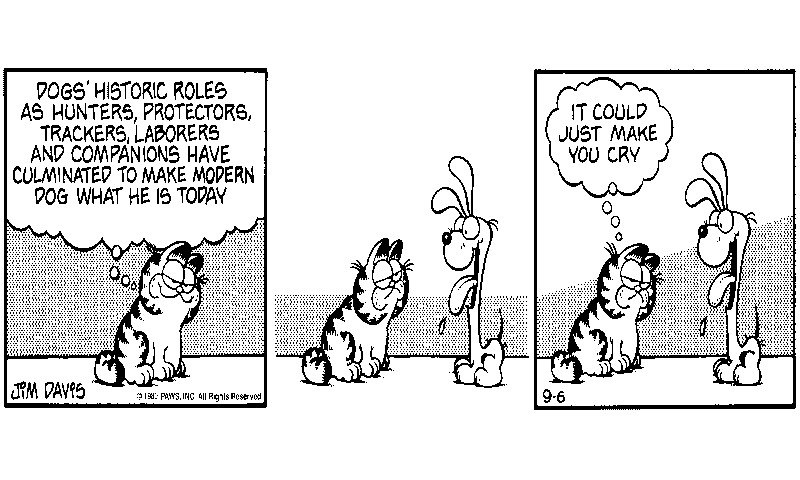 DOGS' HISTORIC ROLES
AS HUNTERS, PROTECTORS,
TRACKERS, LABORERS
AND COMPANIONS HAVE
CULMINATED TO MAKE MODERN
DOG WHAT HE IS TODAY
JIM DAVIS
© PAWS, INC. All Rights Reserved
IT COULD
JUST MAKE
YOU CRY
9-6